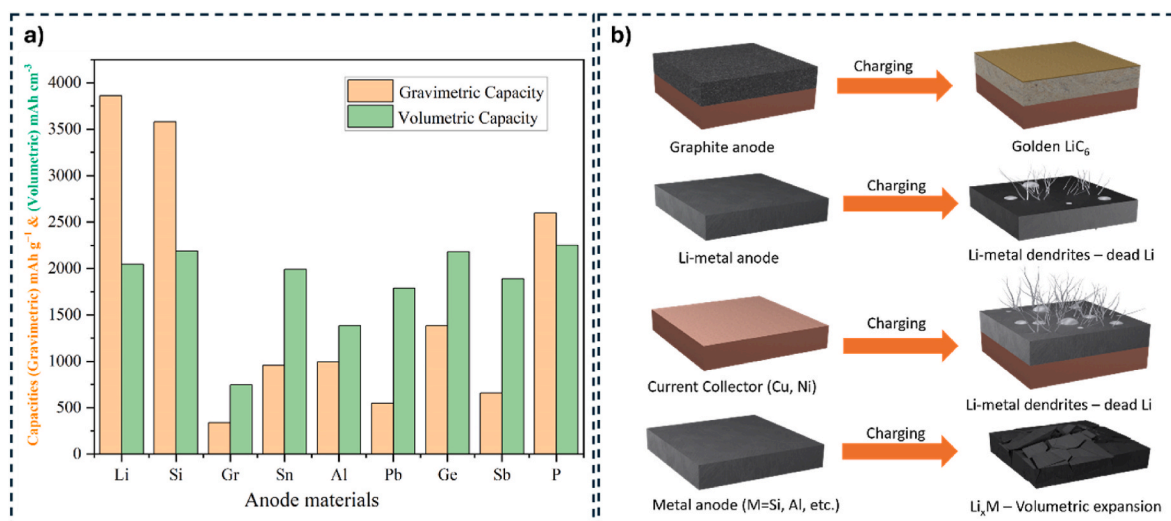 a)
Capacities (Gravimetric) mAh g⁻¹ & (Volumetric) mAh cm⁻³
4000
3500
3000
2500
2000
1500
1000
500
0
Gravimetric Capacity
Volumetric Capacity
Li Si Gr Sn Al Pb Ge Sb P
Anode materials
b)
Charging
Graphite anode
Golden LiC₆
Charging
Li-metal anode
Li-metal dendrites – dead Li
Charging
Current Collector (Cu, Ni)
Li-metal dendrites – dead Li
Charging
Metal anode (M=Si, Al, etc.)
LiₓM – Volumetric expansion